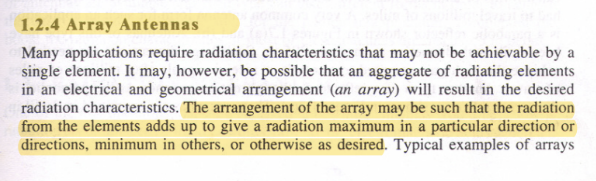 1.2.4 Array Antennas
Many applications require radiation characteristics that may not be achievable by a
single element. It may, however, be possible that an aggregate of radiating elements
in an electrical and geometrical arrangement (an array) will result in the desired
radiation characteristics. The arrangement of the array may be such that the radiation
from the elements adds up to give a radiation maximum in a particular direction or
directions, minimum in others, or otherwise as desired. Typical examples of arrays